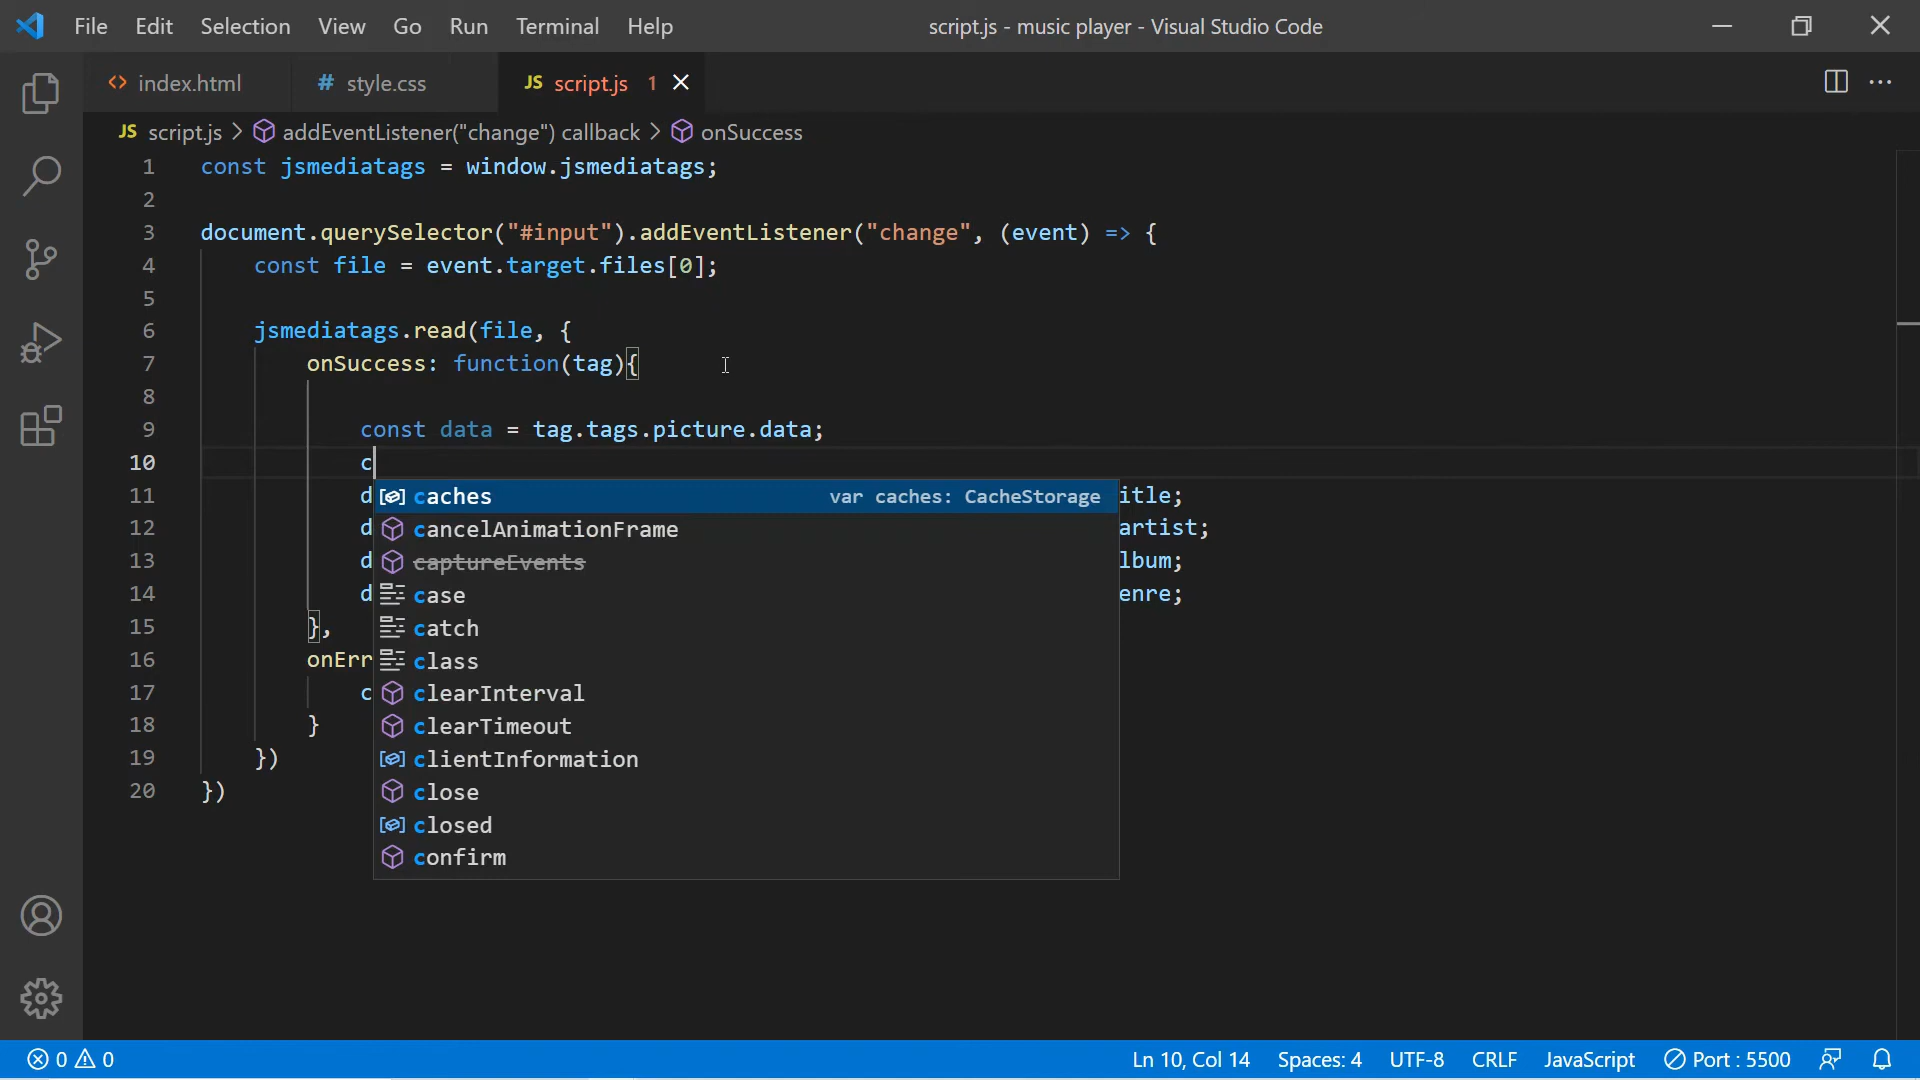 File Edit Selection View Go Run Terminal Help script.js - music player - Visual Studio Code
<> index.html # style.css JS script.js 1
JS script.js > addEventListener("change") callback > onSuccess
1 const jsmediatags = window.jsmediatags;
2
3 document.querySelector("#input").addEventListener("change", (event) => {
4 const file = event.target.files[0];
5
6 jsmediatags.read(file, {
7 onSuccess: function(tag){
8
9 const data = tag.tags.picture.data;
10 c
11 d caches var caches: CacheStorage itle;
12 d cancelAnimationFrame artist;
13 d captureEvents lbum;
14 d case enre;
15 }, catch
16 onErr class
17 c clearInterval
18 } clearTimeout
19 }) clientInformation
20 }) close
closed
confirm
0 0 Ln 10, Col 14 Spaces: 4 UTF-8 CRLF JavaScript Port : 5500